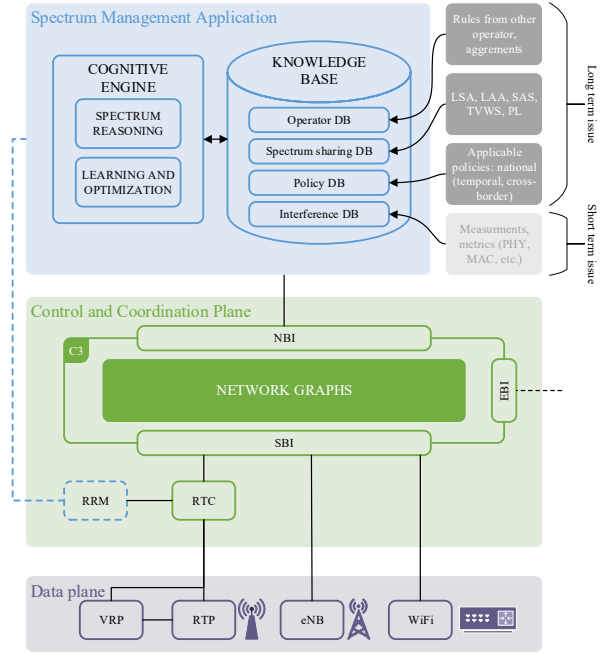 Spectrum Management Application
COGNITIVE
ENGINE
SPECTRUM
REASONING
LEARNING AND
OPTIMIZATION
KNOWLEDGE
BASE
Operator DB
Spectrum sharing DB
Policy DB
Interference DB
Rules from other
operator,
aggrements
LSA, LAA, SAS,
TVWS, PL
Applicable
policies: national
(temporal, cross-
border)
Measurments,
metrics (PHY,
MAC, etc.)
Long term issue
Short term issue
Control and Coordination Plane
C3
NBI
NETWORK GRAPHS
EBI
SBI
RRM
RTC
Data plane
VRP
RTP
eNB
WiFi